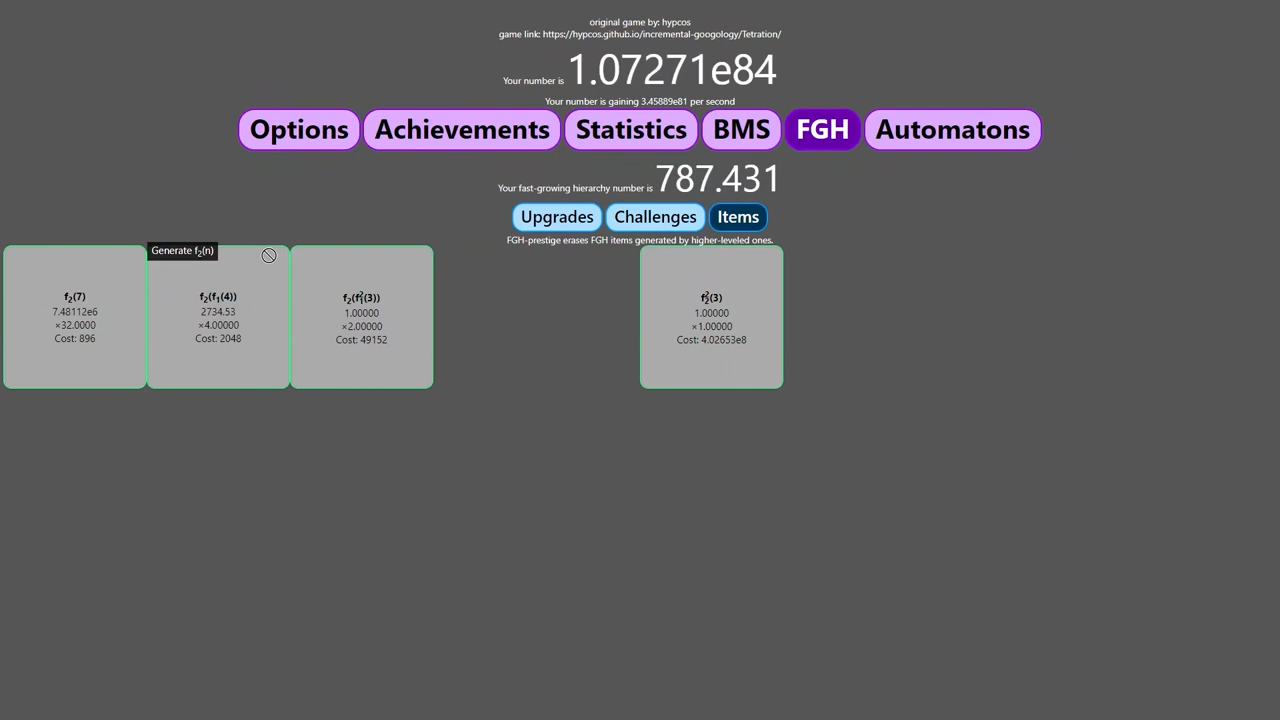 original game by: hypcos
game link: https://hypcos.github.io/incremental-googology/Tetration/
Your number is 1.07271e84
Your number is gaining 3.45889e81 per second
Options Achievements Statistics BMS FGH Automatons
Your fast-growing hierarchy number is 787.431
Upgrades Challenges Items
FGH-prestige erases FGH items generated by higher-leveled ones.
Generate f₂(n)
f₂(7)
7.48112e6
×32.0000
Cost: 896
f₂(f₁(4))
2734.53
×4.00000
Cost: 2048
f₂(f₁²(3))
1.00000
×2.00000
Cost: 49152
f₂²(3)
1.00000
×1.00000
Cost: 4.02653e8